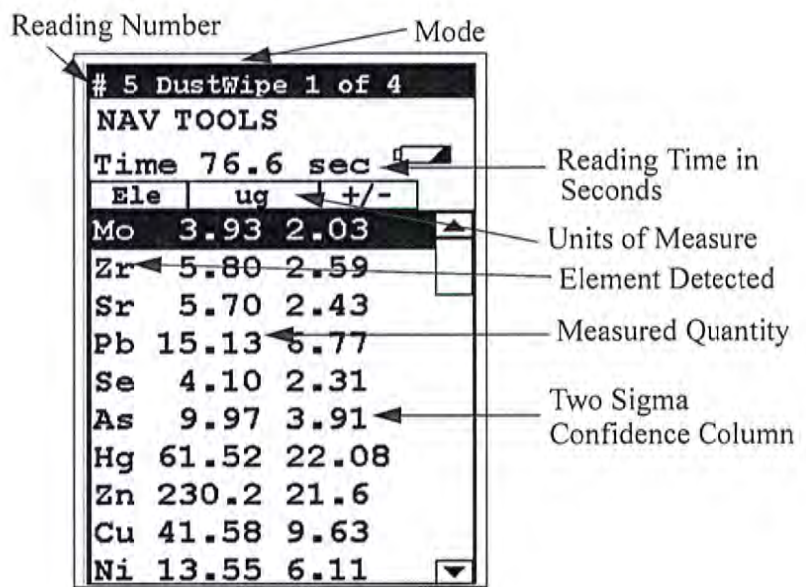 Reading Number
Mode
# 5 DustWipe 1 of 4
NAV TOOLS
Time 76.6 sec
Reading Time in
Seconds
Ele ug +/-
Units of Measure
Mo 3.93 2.03
Zr 5.80 2.59
Element Detected
Sr 5.70 2.43
Pb 15.13
Measured Quantity
Se 4.10 2.31
As 9.97 3.91
Two Sigma
Confidence Column
Hg 61.52 22.08
Zn 230.2 21.6
Cu 41.58 9.63
Ni 13.55 6.11